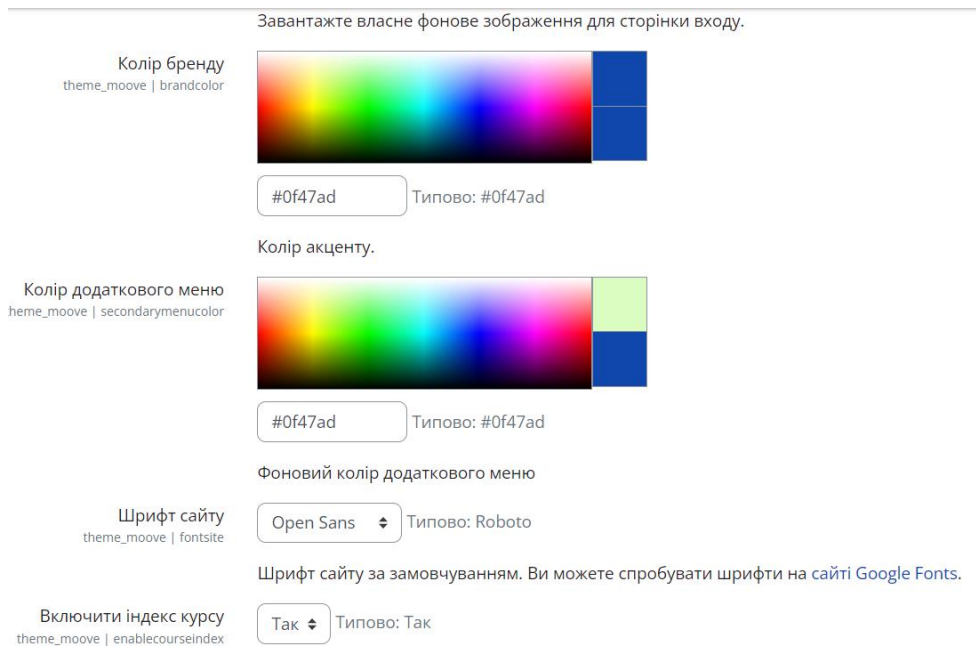 Завантажте власне фонове зображення для сторінки входу.
Колір бренду
theme_moove | brandcolor
#0f47ad Типово: #0f47ad
Колір акценту.
Колір додаткового меню
heme_moove | secondarymenucolor
#0f47ad Типово: #0f47ad
Фоновий колір додаткового меню
Шрифт сайту
theme_moove | fontsite
Open Sans Типово: Roboto
Шрифт сайту за замовчуванням. Ви можете спробувати шрифти на сайті Google Fonts.
Включити індекс курсу
theme_moove | enablecourseindex
Так Типово: Так